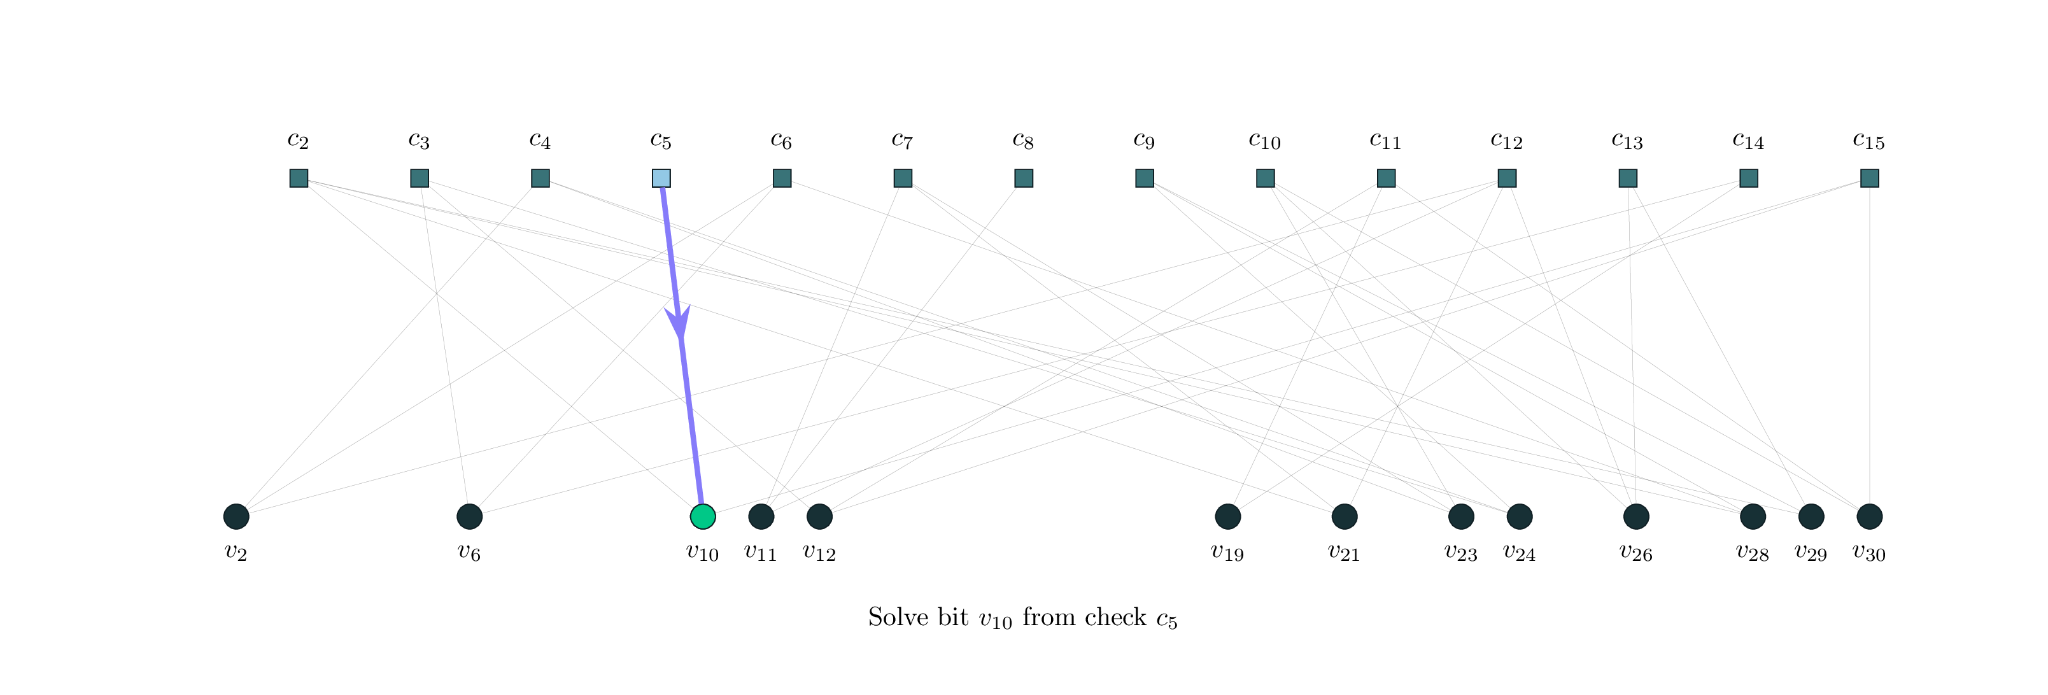 c₂ c₃ c₄ c₅ c₆ c₇ c₈ c₉ c₁₀ c₁₁ c₁₂ c₁₃ c₁₄ c₁₅
v₂ v₆ v₁₀ v₁₁ v₁₂ v₁₉ v₂₁ v₂₃ v₂₄ v₂₆ v₂₈ v₂₉ v₃₀
Solve bit v₁₀ from check c₅